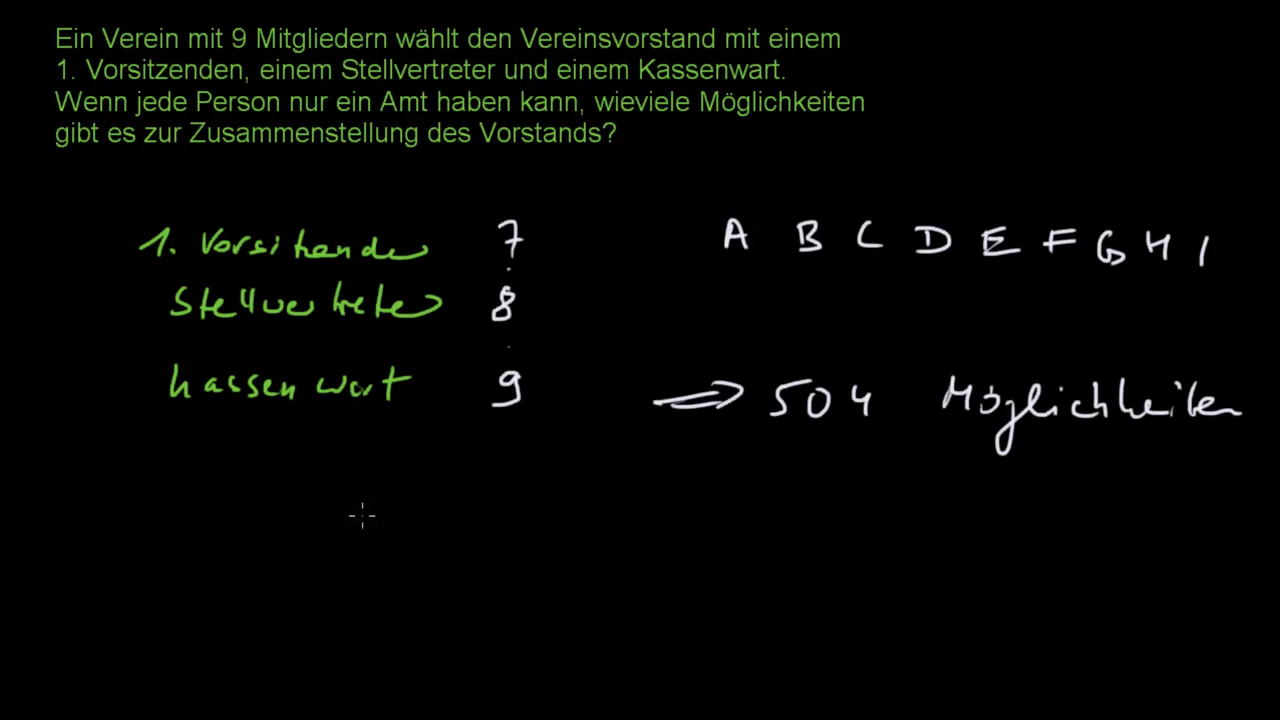 Ein Verein mit 9 Mitgliedern wählt den Vereinsvorstand mit einem
1. Vorsitzenden, einem Stellvertreter und einem Kassenwart.
Wenn jede Person nur ein Amt haben kann, wieviele Möglichkeiten
gibt es zur Zusammenstellung des Vorstands?
1. Vorsitzender 7 A B C D E F G H I
Stellvertreter 8
Kassenwart 9
⇒ 504 Möglichkeiten